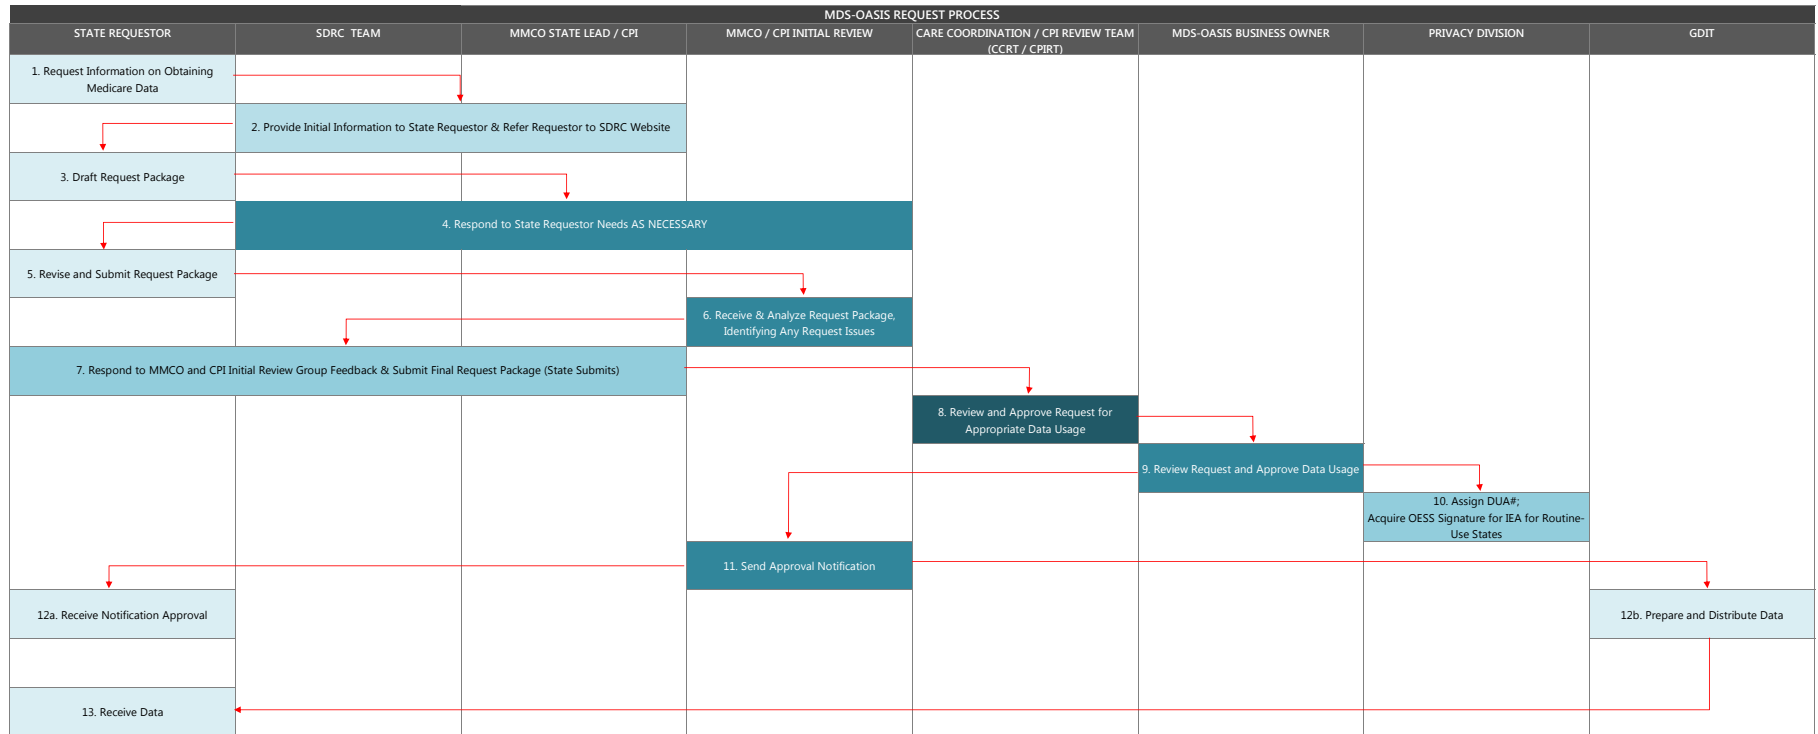 MDS-OASIS REQUEST PROCESS
STATE REQUESTOR
SDRC TEAM
MMCO STATE LEAD / CPI
MMCO / CPI INITIAL REVIEW
CARE COORDINATION / CPI REVIEW TEAM
(CCRT / CPIRT)
MDS-OASIS BUSINESS OWNER
PRIVACY DIVISION
GDIT
1. Request Information on Obtaining
Medicare Data
2. Provide Initial Information to State Requestor & Refer Requestor to SDRC Website
3. Draft Request Package
4. Respond to State Requestor Needs AS NECESSARY
5. Revise and Submit Request Package
6. Receive & Analyze Request Package,
Identifying Any Request Issues
7. Respond to MMCO and CPI Initial Review Group Feedback & Submit Final Request Package (State Submits)
8. Review and Approve Request for
Appropriate Data Usage
9. Review Request and Approve Data Usage
10. Assign DUA#;
Acquire OESS Signature for IEA for Routine-
Use States
11. Send Approval Notification
12a. Receive Notification Approval
12b. Prepare and Distribute Data
13. Receive Data